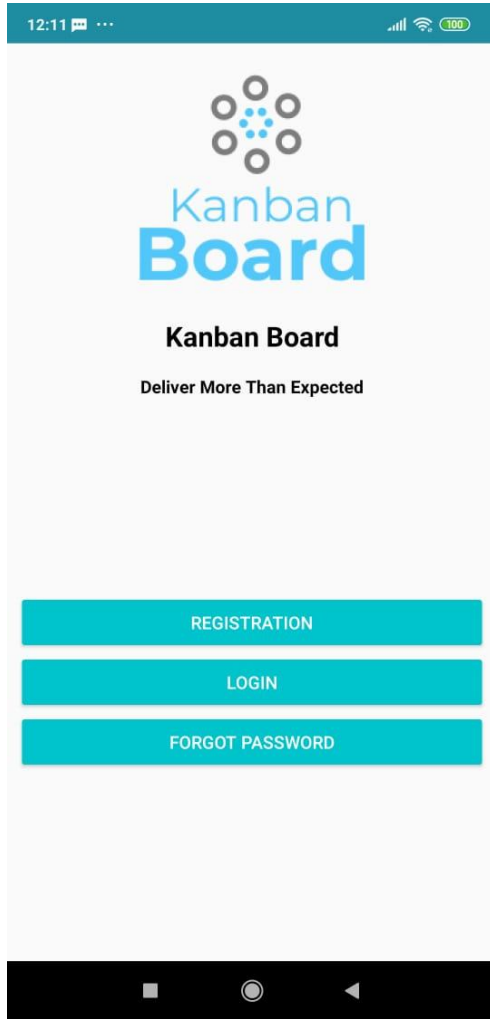 12:11
100
Kanban
Board
Kanban Board
Deliver More Than Expected
REGISTRATION
LOGIN
FORGOT PASSWORD